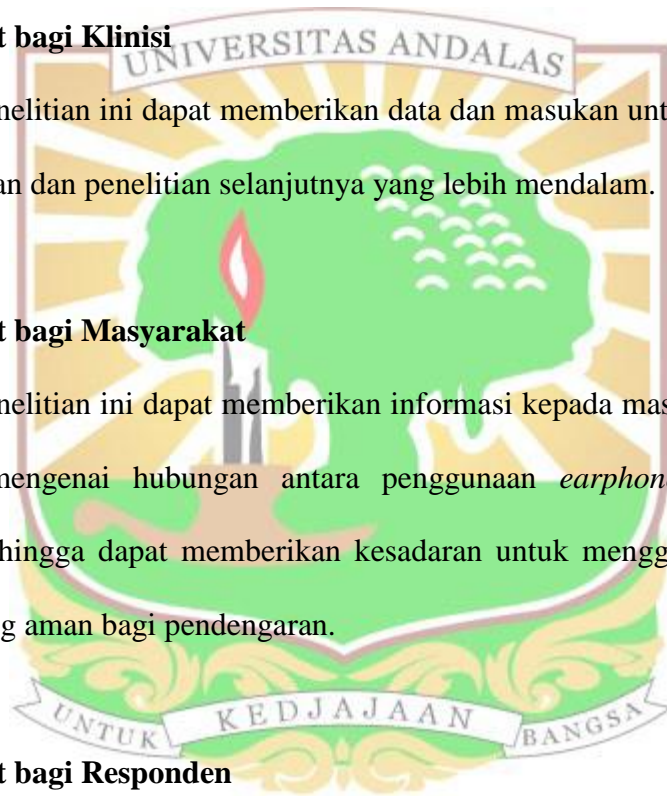 t bagi Klinisi
UNIVERSITAS ANDALAS
nelitian ini dapat memberikan data dan masukan unt
an dan penelitian selanjutnya yang lebih mendalam.
t bagi Masyarakat
nelitian ini dapat memberikan informasi kepada mas
mengenai hubungan antara penggunaan earphon
hingga dapat memberikan kesadaran untuk mengg
g aman bagi pendengaran.
UNTUK KEDJAJAAN BANGSA
t bagi Responden